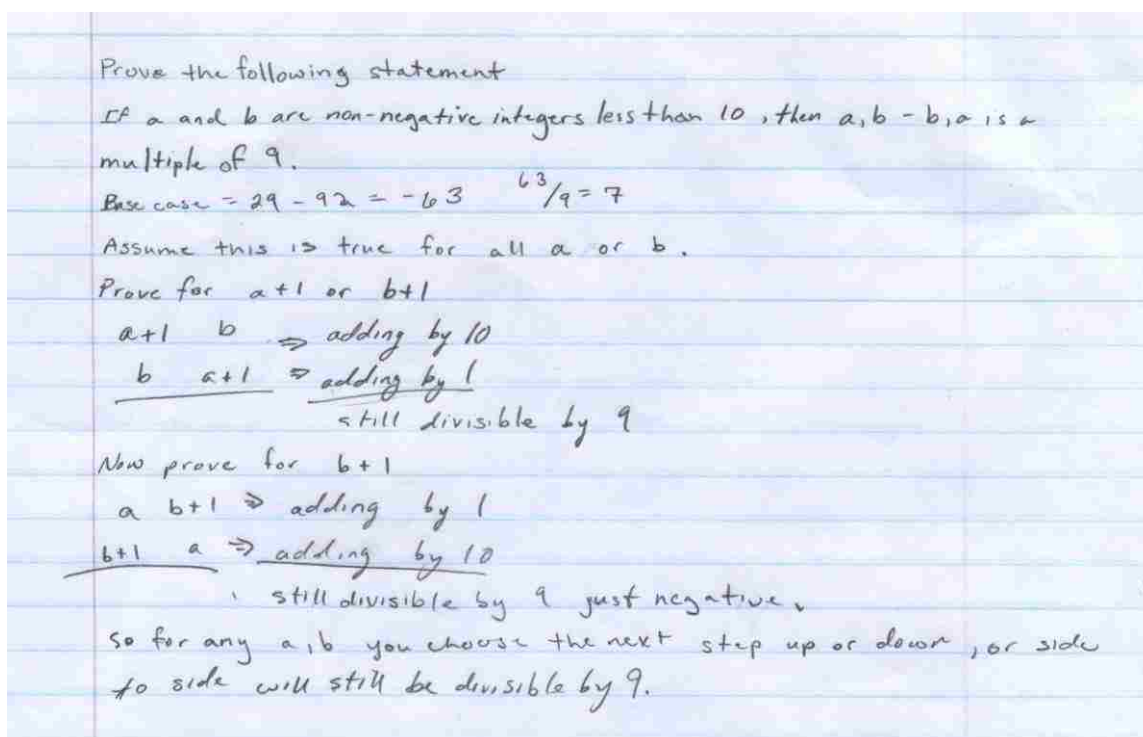 Prove the following statement
If a and b are non-negative integers less than 10, then a,b - b,a is a
multiple of 9.
Base case = 29 - 92 = -63 63/9 = 7
Assume this is true for all a or b.
Prove for a+1 or b+1
a+1 b ⇒ adding by 10
b a+1 ⇒ adding by 1
still divisible by 9
Now prove for b+1
a b+1 ⇒ adding by 1
b+1 a ⇒ adding by 10
still divisible by 9 just negative.
So for any a,b you choose the next step up or down, or side
to side will still be divisible by 9.